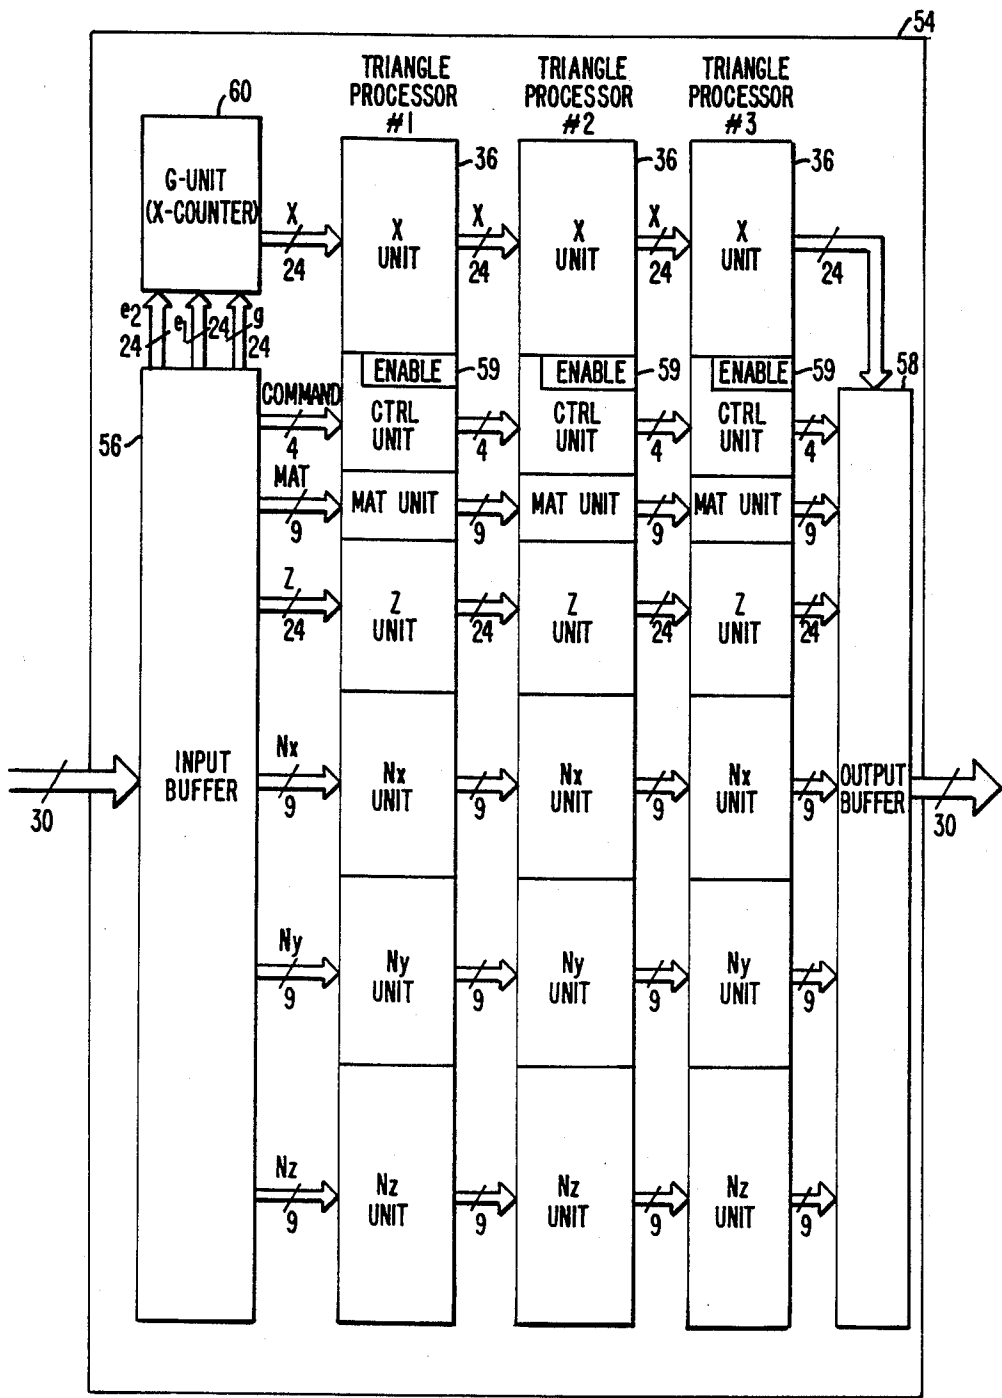 54
TRIANGLE PROCESSOR #1
TRIANGLE PROCESSOR #2
TRIANGLE PROCESSOR #3
60
36
36
36
G-UNIT (X-COUNTER)
X
24
X UNIT
X
24
X UNIT
X
24
X UNIT
24
e2
24
e1
24
g
24
ENABLE
59
ENABLE
59
ENABLE
59
58
56
COMMAND
4
CTRL UNIT
4
CTRL UNIT
4
CTRL UNIT
4
MAT
9
MAT UNIT
9
MAT UNIT
9
MAT UNIT
9
Z
24
Z UNIT
24
Z UNIT
24
Z UNIT
24
30
INPUT BUFFER
Nx
9
Nx UNIT
9
Nx UNIT
9
Nx UNIT
9
OUTPUT BUFFER
30
Ny
9
Ny UNIT
9
Ny UNIT
9
Ny UNIT
9
Nz
9
Nz UNIT
9
Nz UNIT
9
Nz UNIT
9